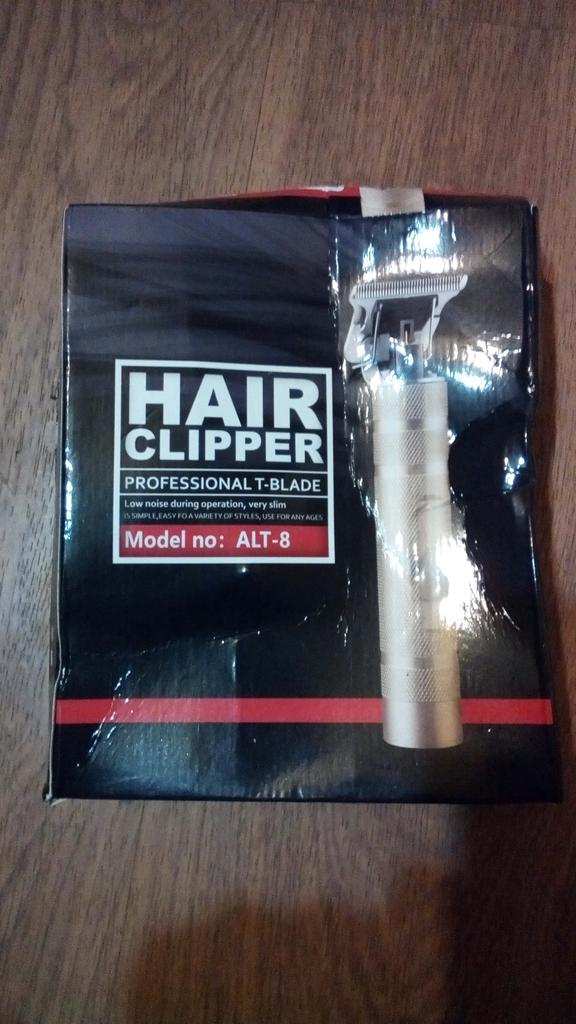 HAIR
CLIPPER
PROFESSIONAL T-BLADE
Low noise during operation, very slim
IS SIMPLE,EASY FO A VARIETY OF STYLES, USE FOR ANY AGES
Model no: ALT-8